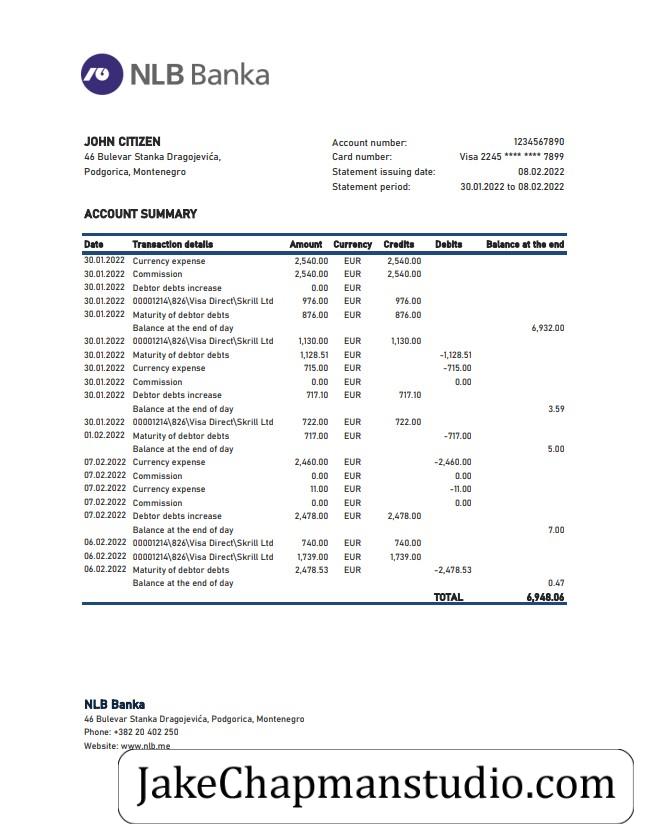 NLB Banka
JOHN CITIZEN
46 Bulevar Stanka Dragojevića,
Podgorica, Montenegro
Account number: 1234567890
Card number: Visa 2245 **** **** 7899
Statement issuing date: 08.02.2022
Statement period: 30.01.2022 to 08.02.2022
ACCOUNT SUMMARY
Date Transaction details Amount Currency Credits Debits Balance at the end
30.01.2022 Currency expense 2,540.00 EUR 2,540.00
30.01.2022 Commission 2,540.00 EUR 2,540.00
30.01.2022 Debtor debts increase 0.00 EUR
30.01.2022 00001214\826\Visa Direct\Skrill Ltd 976.00 EUR 976.00
30.01.2022 Maturity of debtor debts 876.00 EUR 876.00
Balance at the end of day 6,932.00
30.01.2022 00001214\826\Visa Direct\Skrill Ltd 1,130.00 EUR 1,130.00
30.01.2022 Maturity of debtor debts 1,128.51 EUR -1,128.51
30.01.2022 Currency expense 715.00 EUR -715.00
30.01.2022 Commission 0.00 EUR 0.00
30.01.2022 Debtor debts increase 717.10 EUR 717.10
Balance at the end of day 3.59
30.01.2022 00001214\826\Visa Direct\Skrill Ltd 722.00 EUR 722.00
01.02.2022 Maturity of debtor debts 717.00 EUR -717.00
Balance at the end of day 5.00
07.02.2022 Currency expense 2,460.00 EUR -2,460.00
07.02.2022 Commission 0.00 EUR 0.00
07.02.2022 Currency expense 11.00 EUR -11.00
07.02.2022 Commission 0.00 EUR 0.00
07.02.2022 Debtor debts increase 2,478.00 EUR 2,478.00
Balance at the end of day 7.00
06.02.2022 00001214\826\Visa Direct\Skrill Ltd 740.00 EUR 740.00
06.02.2022 00001214\826\Visa Direct\Skrill Ltd 1,739.00 EUR 1,739.00
06.02.2022 Maturity of debtor debts 2,478.53 EUR -2,478.53
Balance at the end of day 0.47
TOTAL 6,948.06
NLB Banka
46 Bulevar Stanka Dragojevića, Podgorica, Montenegro
Phone: +382 20 402 250
Website: www.nlb.me
JakeChapmanstudio.com